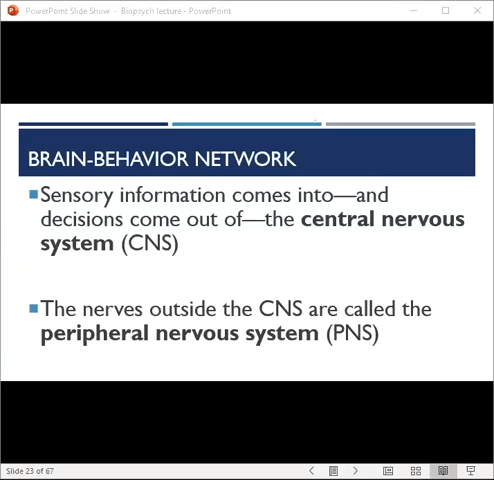 PowerPoint Slide Show - Biopsych lecture - PowerPoint
BRAIN-BEHAVIOR NETWORK
Sensory information comes into—and
decisions come out of—the central nervous
system (CNS)
The nerves outside the CNS are called the
peripheral nervous system (PNS)
Slide 23 of 67